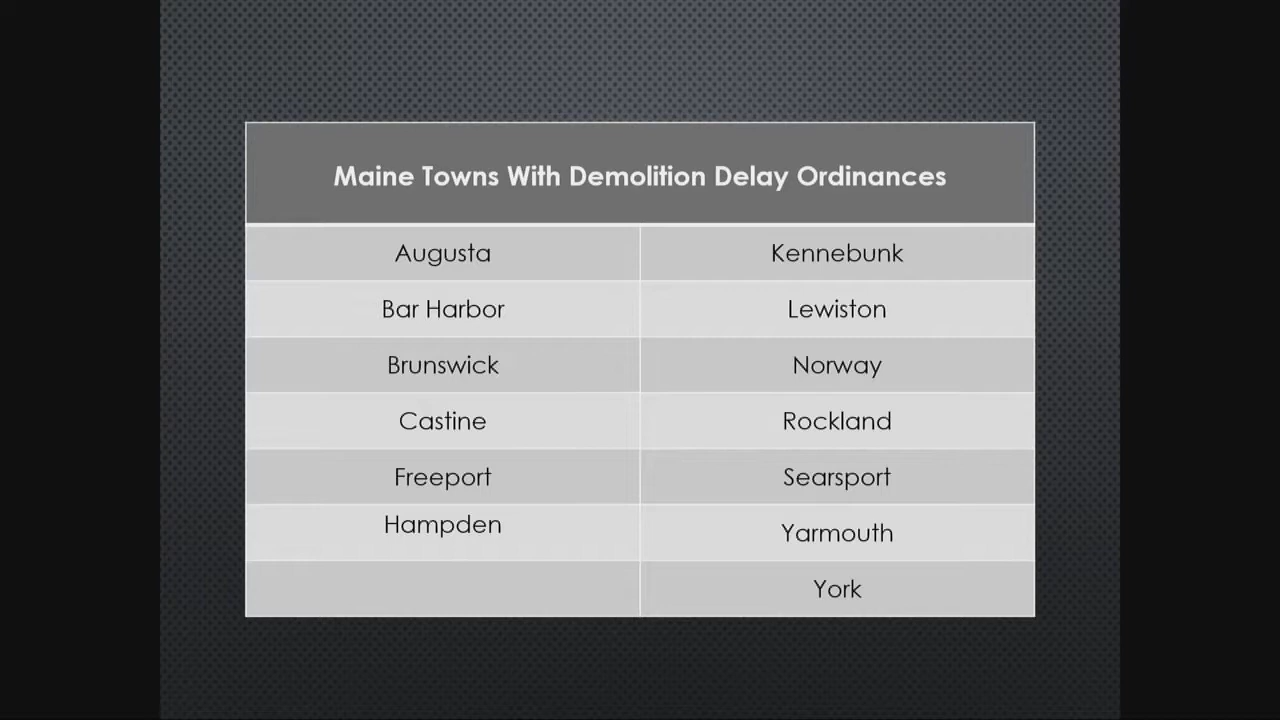 Maine Towns With Demolition Delay Ordinances
Augusta Kennebunk
Bar Harbor Lewiston
Brunswick Norway
Castine Rockland
Freeport Searsport
Hampden Yarmouth
York